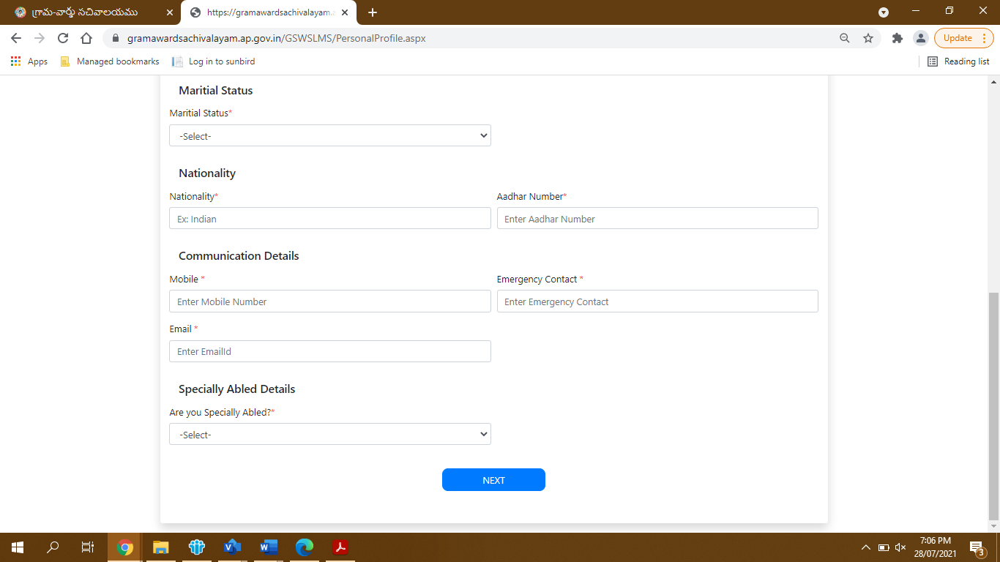 గ్రామ-వార్డు సచివాలయము
https://gramawardsachivalayam.a
gramawardsachivalayam.ap.gov.in/GSWSLMS/PersonalProfile.aspx
Update
Apps
Managed bookmarks
Log in to sunbird
Reading list
Maritial Status
Maritial Status*
-Select-
Nationality
Nationality*
Aadhar Number*
Ex: Indian
Enter Aadhar Number
Communication Details
Mobile *
Emergency Contact *
Enter Mobile Number
Enter Emergency Contact
Email *
Enter EmailId
Specially Abled Details
Are you Specially Abled?*
-Select-
NEXT
7:06 PM
28/07/2021
3